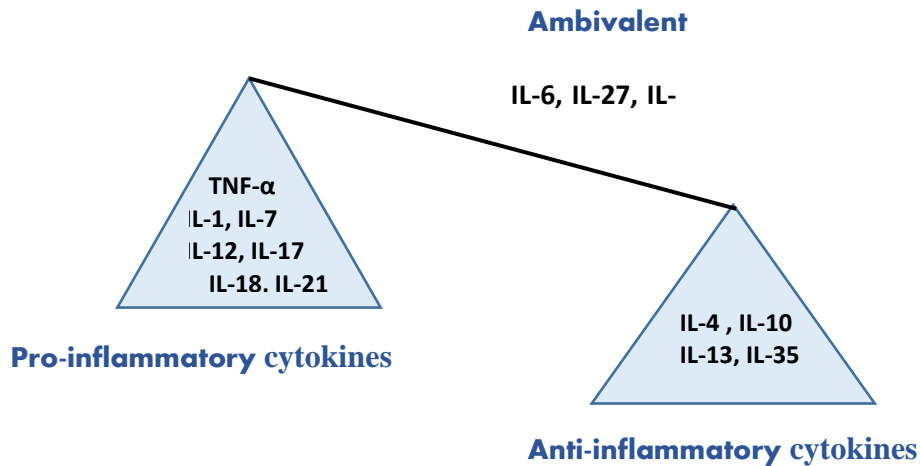 Ambivalent
IL-6, IL-27, IL-
TNF-α
IL-1, IL-7
IL-12, IL-17
IL-18. IL-21
Pro-inflammatory cytokines
IL-4 , IL-10
IL-13, IL-35
Anti-inflammatory cytokines